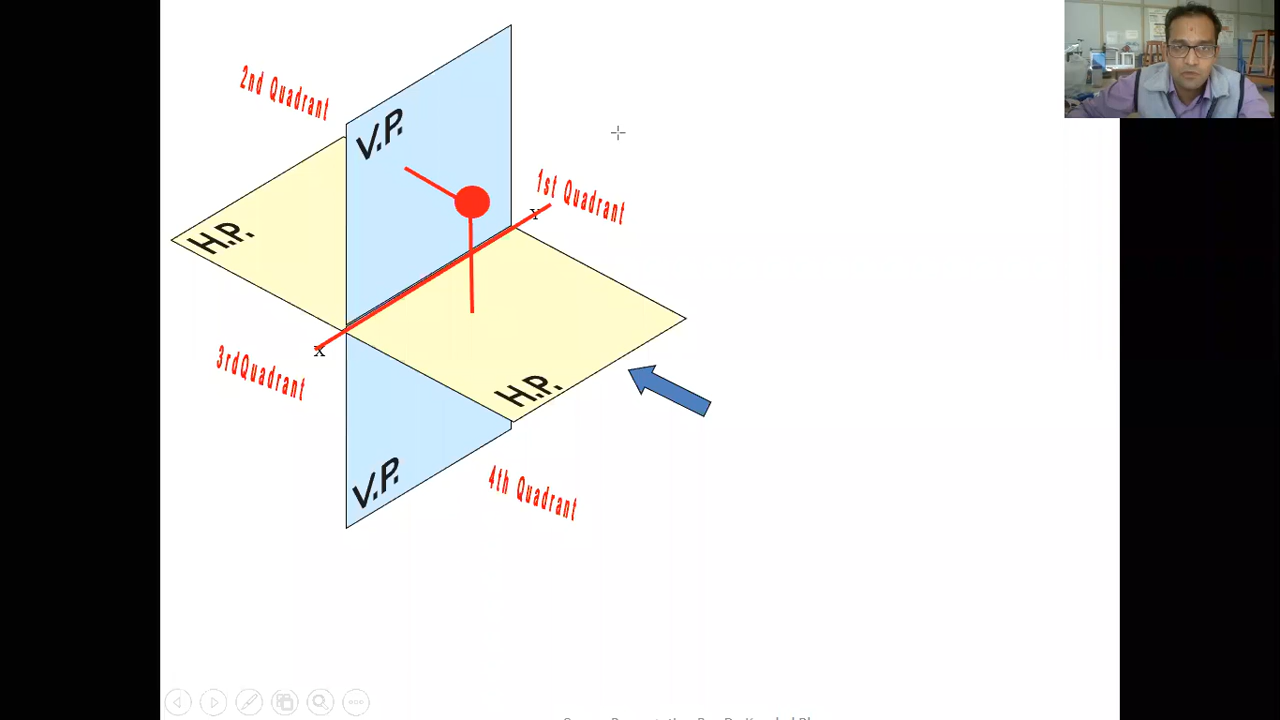 2nd Quadrant
V.P.
1st Quadrant
Y
H.P.
X
3rdQuadrant
H.P.
V.P.
4th Quadrant